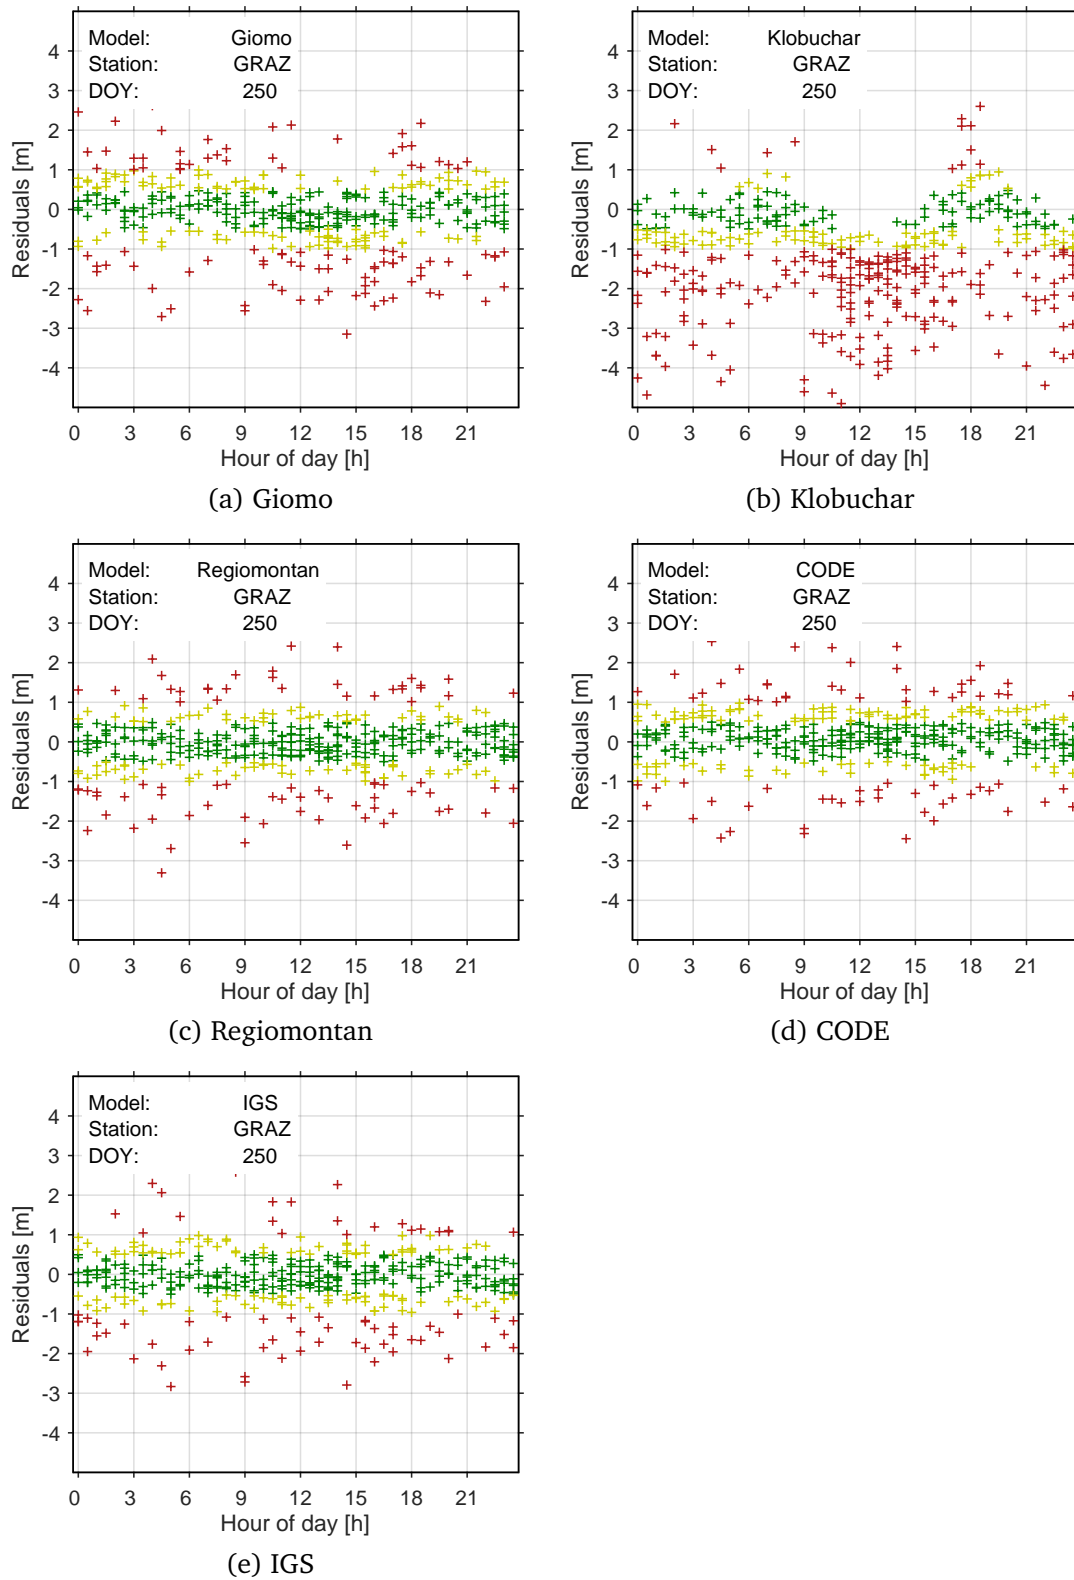 Model: Giomo
Station: GRAZ
DOY: 250
4
3
2
1
0
-1
-2
-3
-4
Residuals [m]
0 3 6 9 12 15 18 21
Hour of day [h]
(a) Giomo
Model: Klobuchar
Station: GRAZ
DOY: 250
4
3
2
1
0
-1
-2
-3
-4
Residuals [m]
0 3 6 9 12 15 18 21
Hour of day [h]
(b) Klobuchar
Model: Regiomontan
Station: GRAZ
DOY: 250
4
3
2
1
0
-1
-2
-3
-4
Residuals [m]
0 3 6 9 12 15 18 21
Hour of day [h]
(c) Regiomontan
Model: CODE
Station: GRAZ
DOY: 250
4
3
2
1
0
-1
-2
-3
-4
Residuals [m]
0 3 6 9 12 15 18 21
Hour of day [h]
(d) CODE
Model: IGS
Station: GRAZ
DOY: 250
4
3
2
1
0
-1
-2
-3
-4
Residuals [m]
0 3 6 9 12 15 18 21
Hour of day [h]
(e) IGS